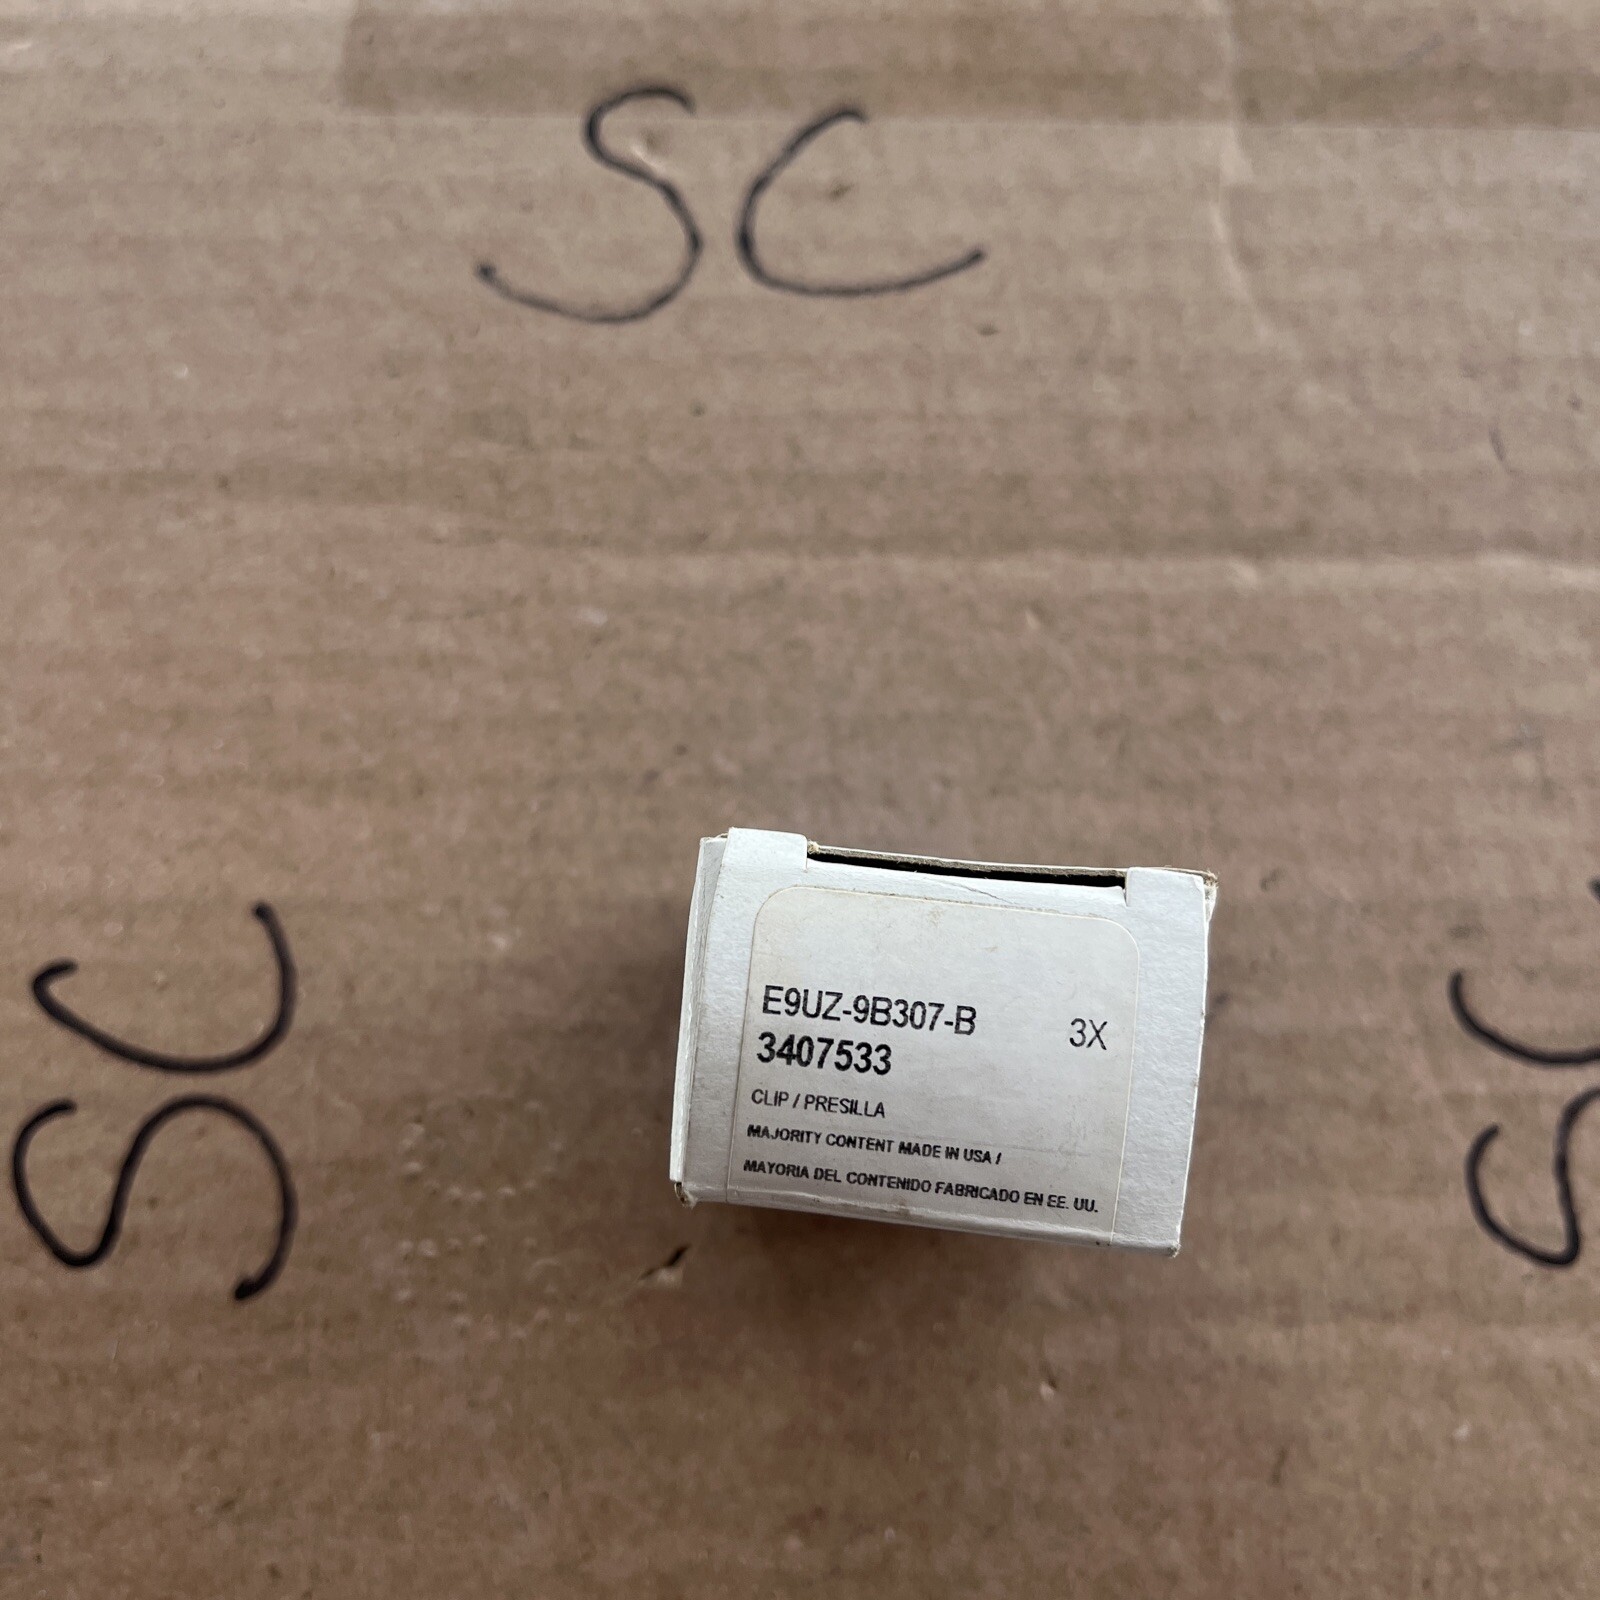 SC
SC
SC
E9UZ-9B307-B 3X
3407533
CLIP / PRESILLA
MAJORITY CONTENT MADE IN USA /
MAYORIA DEL CONTENIDO FABRICADO EN EE. UU.